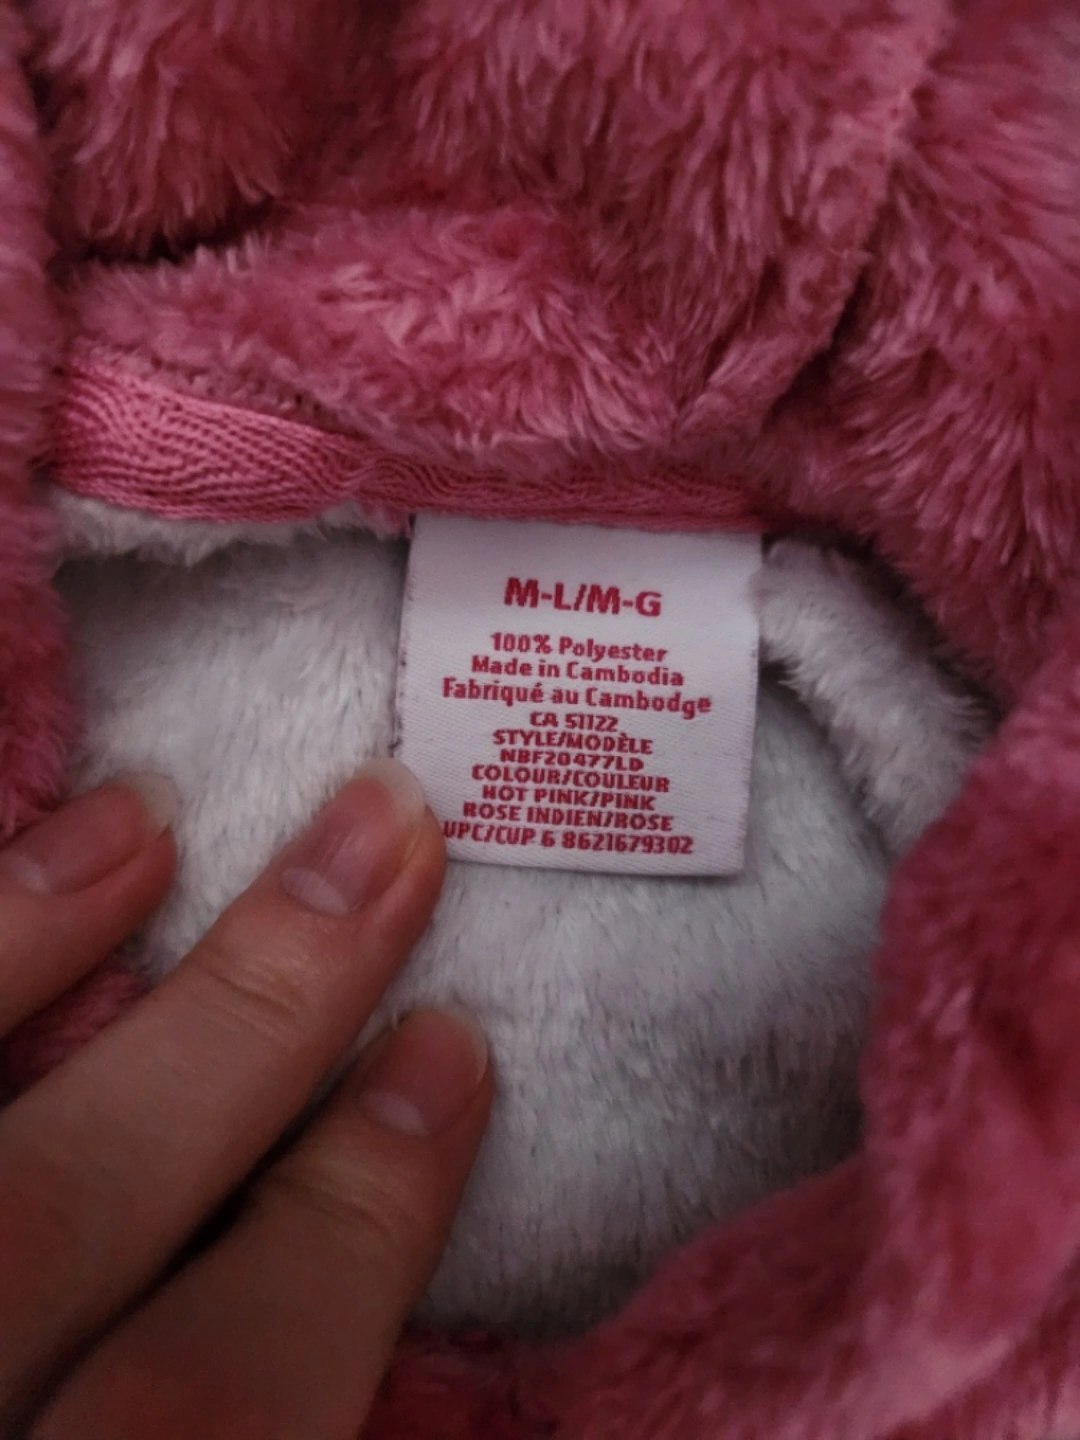 M-L/M-G
100% Polyester
Made in Cambodia
Fabriqué au Cambodge
CA 51122
STYLE/MODÈLE
NBF20477LD
COLOUR/COULEUR
HOT PINK/PINK
ROSE INDIEN/ROSE
UPC/CUP 6 8621679302